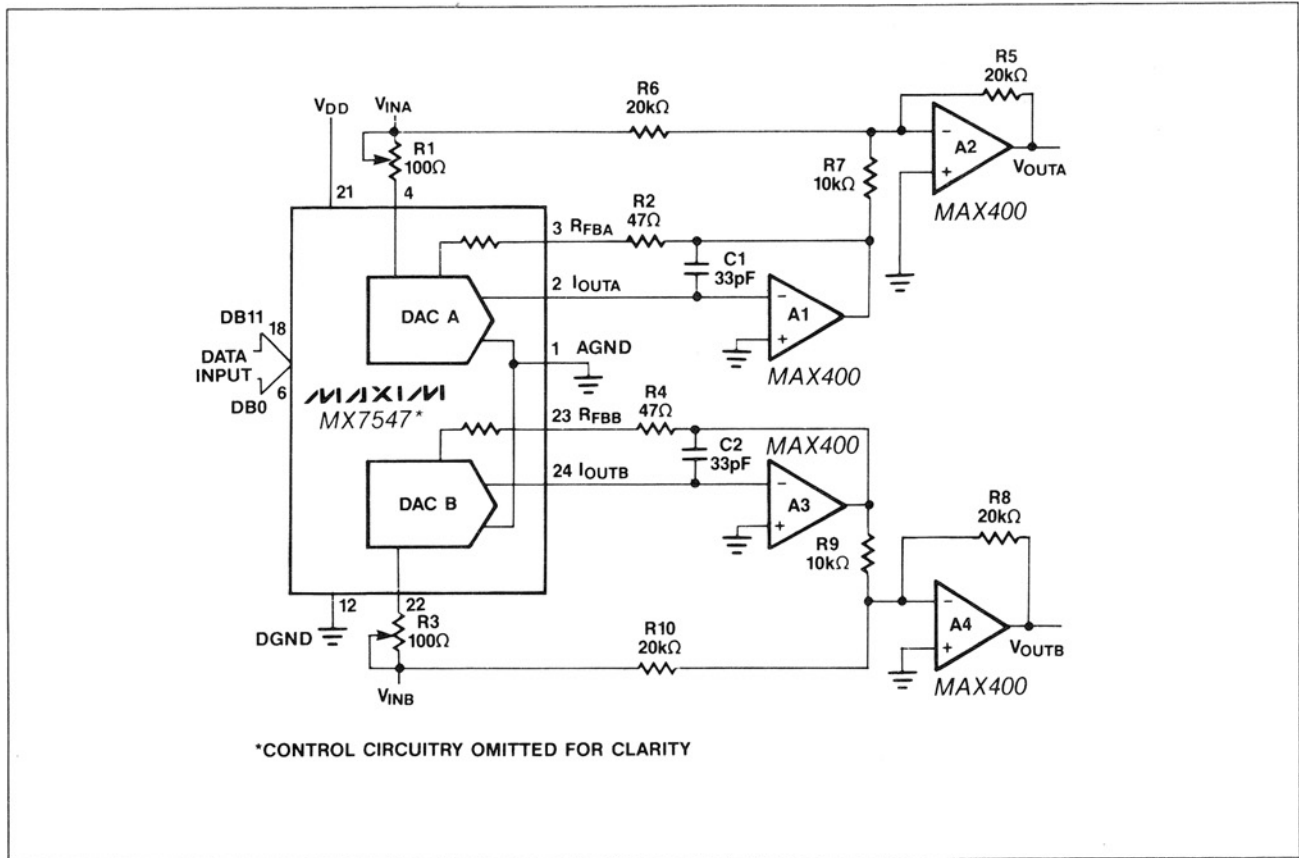 R5
20kΩ
R6
20kΩ
VDD
VINA
R1
100Ω
21
4
A2
−
+
VOUTA
MAX400
R7
10kΩ
R2
47Ω
3 RFBA
C1
33pF
2 IOUTA
DAC A
A1
−
+
MAX400
DB11
18
DATA
INPUT
6
DB0
1 AGND
MAXIM
MX7547*
R4
47Ω
23 RFBB
C2
33pF
MAX400
24 IOUTB
DAC B
A3
−
+
R8
20kΩ
R9
10kΩ
A4
−
+
VOUTB
MAX400
12
22
DGND
R3
100Ω
R10
20kΩ
VINB
*CONTROL CIRCUITRY OMITTED FOR CLARITY